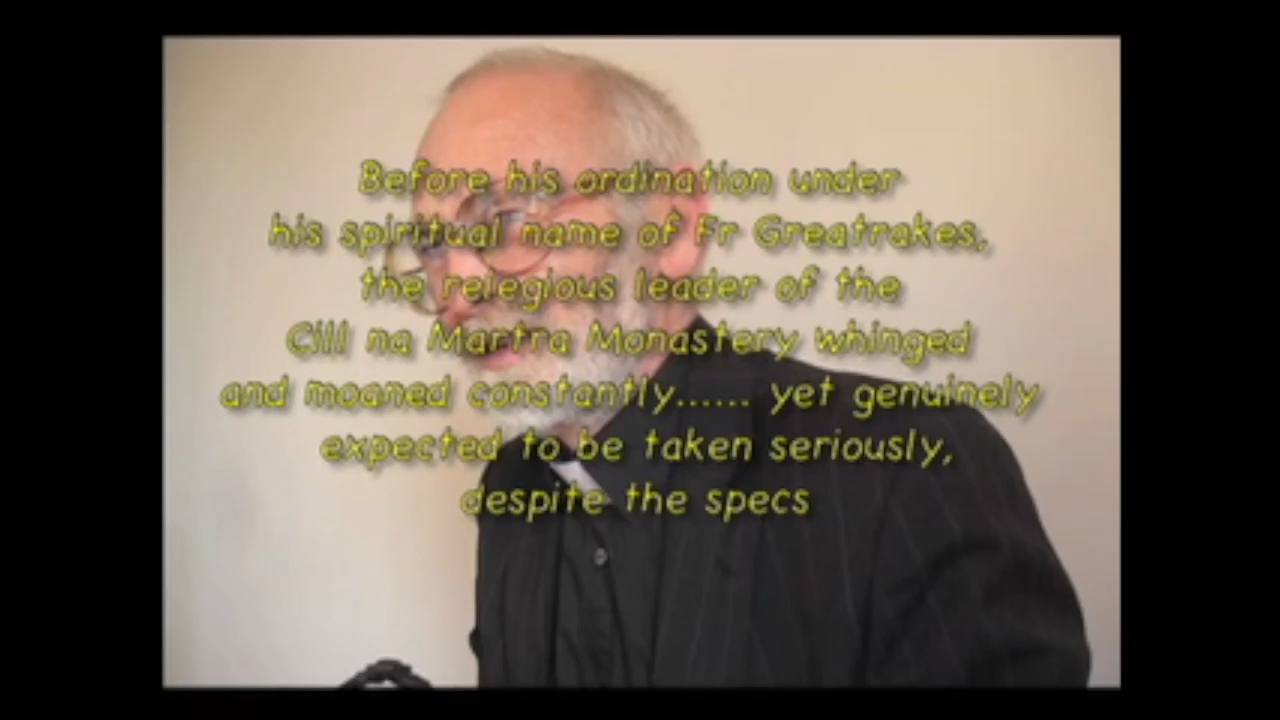 Before his ordination under
his spiritual name of Fr Greatrakes,
the relegious leader of the
Cill na Martra Monastery whinged
and moaned constantly...... yet genuinely
expected to be taken seriously,
despite the specs